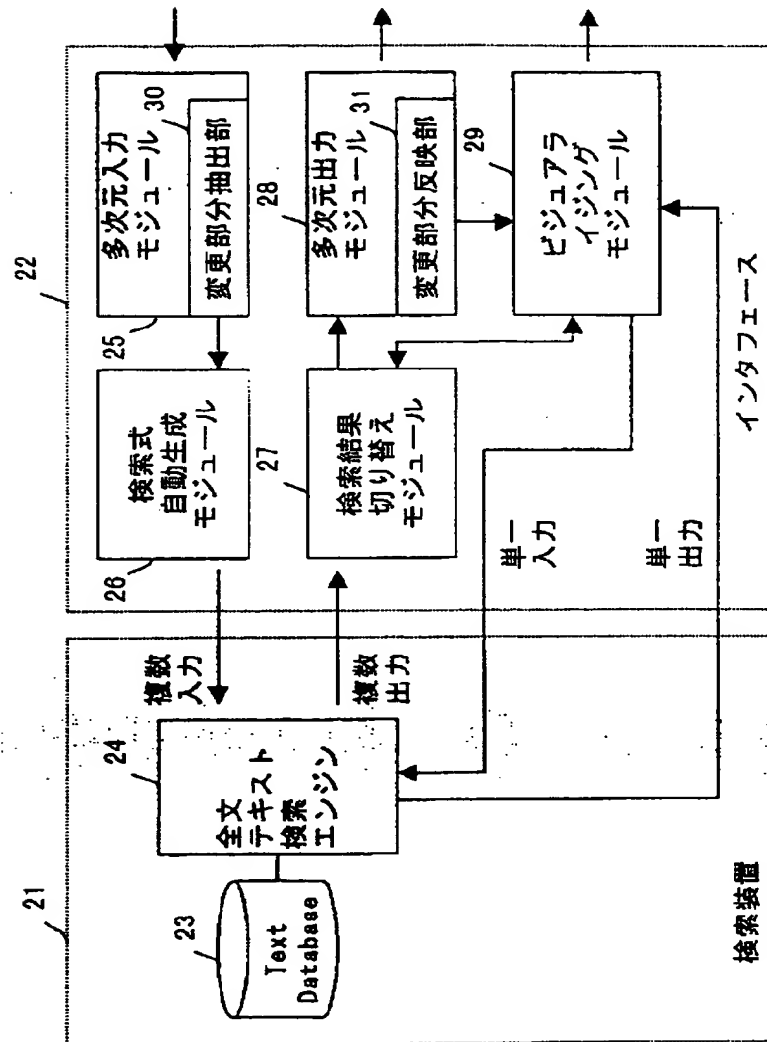 22
25
多次元入力
モジュール
30
変更部分抽出部
26
検索式
自動生成
モジュール
28
多次元出力
モジュール
31
変更部分反映部
27
検索結果
切り替え
モジュール
29
ビジュアラ
イジング
モジュール
複数
入力
複数
出力
単一
入力
単一
出力
インタフェース
21
24
全文
テキスト
検索
エンジン
23
Text
Database
検索装置